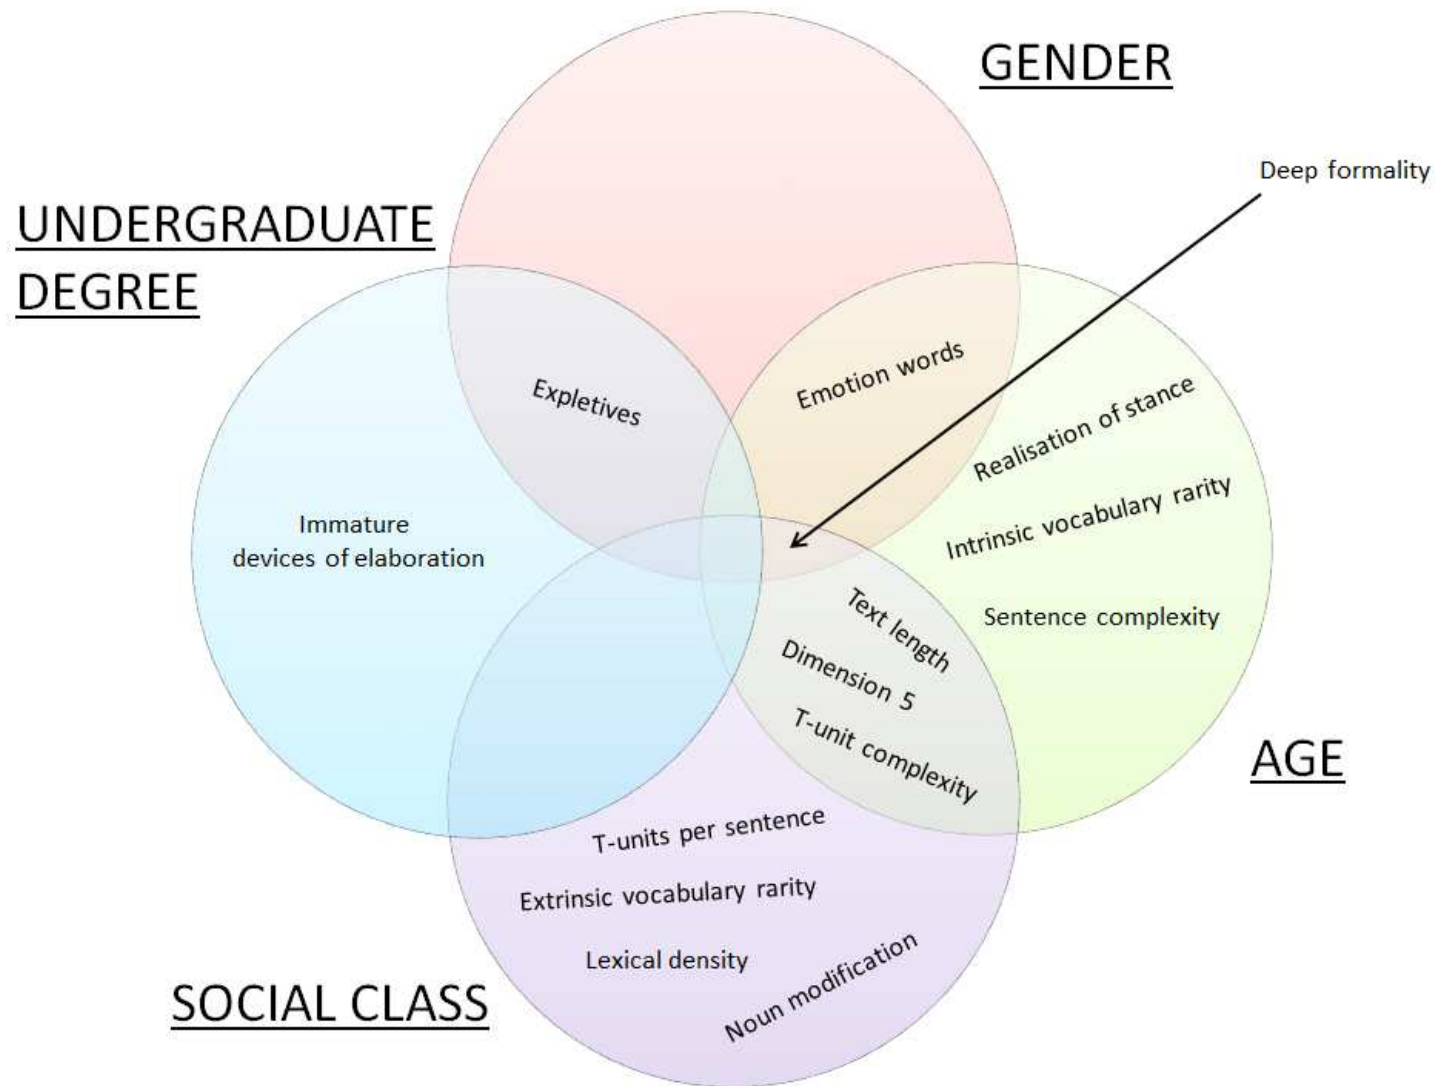 GENDER
Deep formality
UNDERGRADUATE
DEGREE
Emotion words
Expletives
Realisation of stance
Intrinsic vocabulary rarity
Immature
devices of elaboration
Sentence complexity
Text length
Dimension 5
T-unit complexity
AGE
T-units per sentence
Extrinsic vocabulary rarity
Lexical density
Noun modification
SOCIAL CLASS